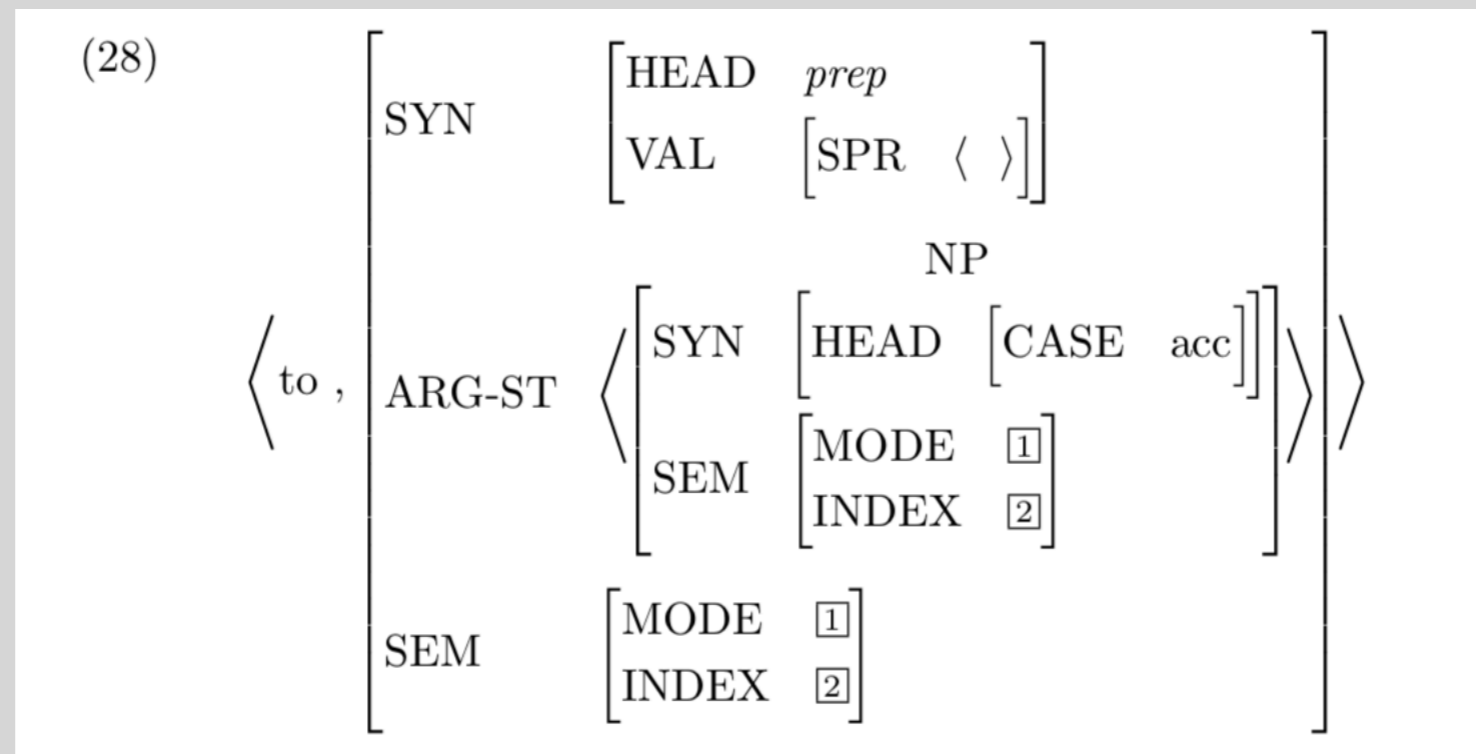 (28)
HEAD prep
SYN
VAL [SPR ⟨ ⟩]
NP
SYN [HEAD [CASE acc]]
⟨to , ARG-ST
MODE 1
SEM
INDEX 2
MODE 1
SEM
INDEX 2